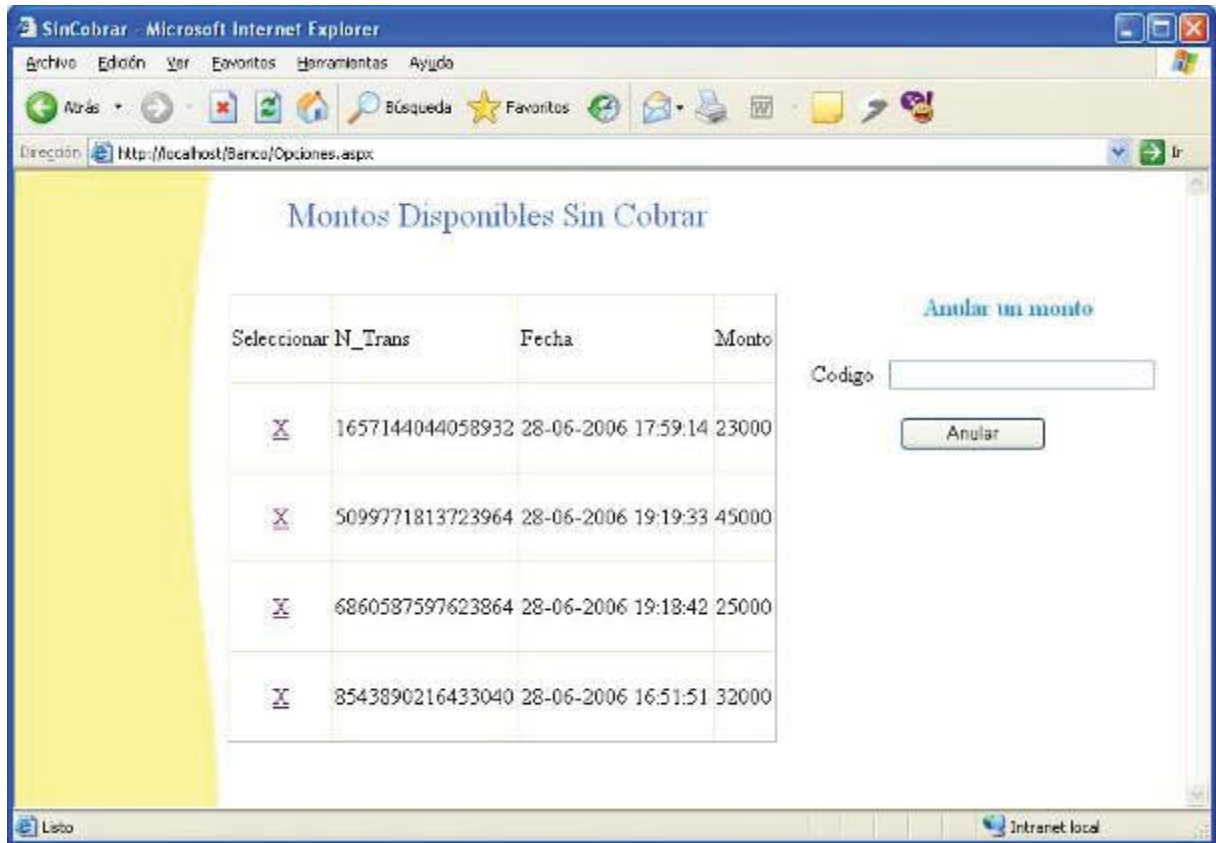 SinCobrar - Microsoft Internet Explorer
Archivo Edición Ver Favoritos Herramientas Ayuda
Atrás Búsqueda Favoritos
Dirección http://localhost/Banco/Opciones.aspx Ir
Montos Disponibles Sin Cobrar
Seleccionar N_Trans Fecha Monto
X 1657144044058932 28-06-2006 17:59:14 23000
X 5099771813723964 28-06-2006 19:19:33 45000
X 6860587597623864 28-06-2006 19:18:42 25000
X 8543890216433040 28-06-2006 16:51:51 32000
Anular un monto
Codigo
Anular
Listo Intranet local